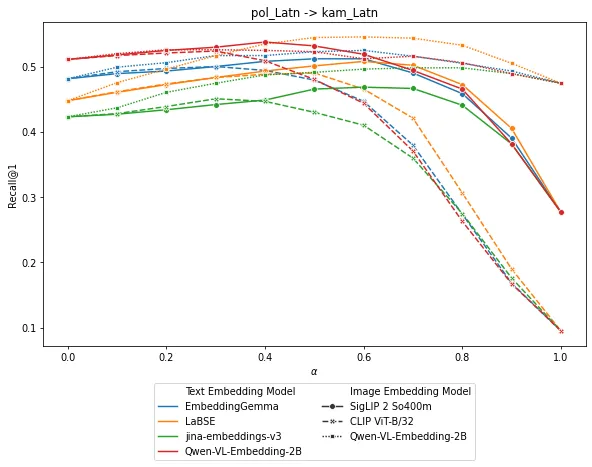 pol_Latn -> kam_Latn
Recall@1
0.5
0.4
0.3
0.2
0.1
0.0 0.2 0.4 0.6 0.8 1.0
α
Text Embedding Model
EmbeddingGemma
LaBSE
jina-embeddings-v3
Qwen-VL-Embedding-2B
Image Embedding Model
SigLIP 2 So400m
CLIP ViT-B/32
Qwen-VL-Embedding-2B